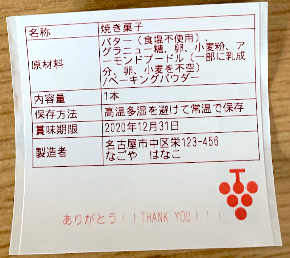 名称 焼き菓子
原材料 バター（食塩不使用）、
グラニュー糖、卵、小麦粉、ア
ーモンドプードル（一部に乳成
分、卵、小麦を不空）
/ベーキングパウダー
内容量 1本
保存方法 高温多湿を避けて常温で保存
賞味期限 2020年12月31日
製造者 名古屋市中区栄123-456
なごや はなこ
ありがとう！！THANK YOU！！！